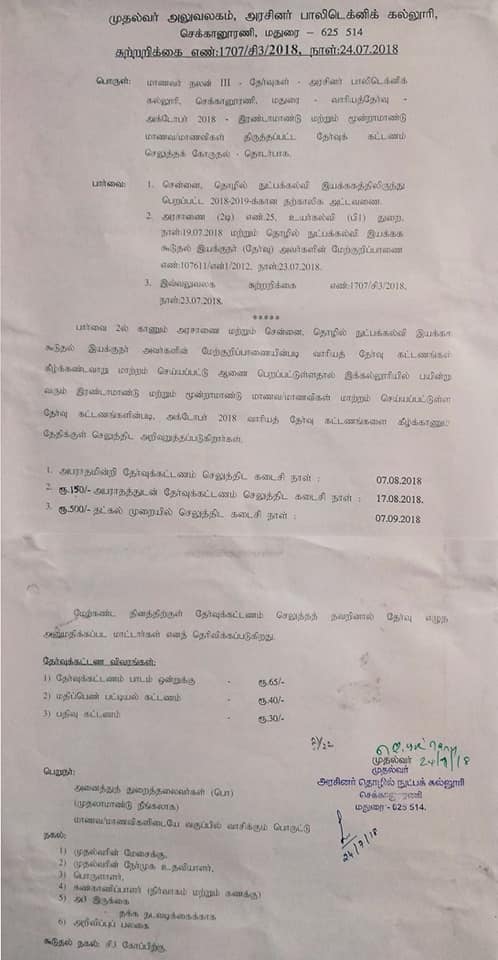 முதல்வர் அலுவலகம், அரசினர் பாலிடெக்னிக் கல்லூரி,
செக்கானூரணி, மதுரை – 625 514
சுற்றறிக்கை எண்:1707/சி3/2018, நாள்:24.07.2018
பொருள்: மாணவர் நலன் III - தேர்வுகள் - அரசினர் பாலிடெக்னிக்
கல்லூரி, செக்கானூரணி, மதுரை - வாரியத்தேர்வு -
அக்டோபர் 2018 - இரண்டாமாண்டு மற்றும் மூன்றாமாண்டு
மாணவ/மாணவிகள் திருத்தப்பட்ட தேர்வுக் கட்டணம்
செலுத்தக் கோருதல் - தொடர்பாக.
பார்வை: 1. சென்னை, தொழில் நுட்பக்கல்வி இயக்ககத்திலிருந்து
பெறப்பட்ட 2018-2019-க்கான நற்காலிக அட்டவணை.
2. அரசாணை (2டி) எண்.25, உயர்கல்வி (பி1) துறை,
நாள்:19.07.2018 மற்றும் தொழில் நுட்பக்கல்வி இயக்கக
கூடுதல் இயக்குநர் (தேர்வு) அவர்களின் மேற்குறிப்பாணை
எண்:107611/என்1/2012, நாள்:23.07.2018.
3. இவ்வலுவலக சுற்றறிக்கை எண்:1707/சி3/2018,
நாள்:23.07.2018.
*****
பார்வை 2ல் காணும் அரசாணை மற்றும் சென்னை, தொழில் நுட்பக்கல்வி இயக்கக
கூடுதல் இயக்குநர் அவர்களின் மேற்குறிப்பாணையின்படி வாரியத் தேர்வு கட்டணங்கள்
கீழ்க்கண்டவாறு மாற்றம் செய்யப்பட்டு ஆணை பெறப்பட்டுள்ளதால் இக்கல்லூரியில் பயின்று
வரும் இரண்டாமாண்டு மற்றும் மூன்றாமாண்டு மாணவ/மாணவிகள் மாற்றம் செய்யப்பட்டுள்ள
தேர்வு கட்டணங்களின்படி, அக்டோபர் 2018 வாரியத் தேர்வு கட்டணங்களை கீழ்க்காணும்
தேதிக்குள் செலுத்திட அறிவுறுத்தப்படுகிறார்கள்.
1. அபராதமின்றி தேர்வுக்கட்டணம் செலுத்திட கடைசி நாள் : 07.08.2018
2. ரூ.150/- அபராதத்துடன் தேர்வுக்கட்டணம் செலுத்திட கடைசி நாள் : 17.08.2018.
3. ரூ.500/- தட்கல் முறையில் செலுத்திட கடைசி நாள் : 07.09.2018
மேற்கண்ட தினத்திற்குள் தேர்வுக்கட்டணம் செலுத்தத் தவறினால் தேர்வு எழுத
அனுமதிக்கப்பட மாட்டார்கள் எனத் தெரிவிக்கப்படுகிறது.
தேர்வுக்கட்டண விவரங்கள்:
1) தேர்வுக்கட்டணம் பாடம் ஒன்றுக்கு - ரூ.65/-
2) மதிப்பெண் பட்டியல் கட்டணம் - ரூ.40/-
3) பதிவு கட்டணம் - ரூ.30/-
முதல்வர் 24/7/18
முதல்வர்
அரசினர் தொழில் நுட்பக் கல்லூரி
செக்கானூரணி
மதுரை - 625 514.
24/7/18
பெறுநர்:
அனைத்துத் துறைத்தலைவர்கள் (பொ)
(முதலாமாண்டு நீங்கலாக)
மாணவ/மாணவிகளிடையே வகுப்பில் வாசிக்கும் பொருட்டு
நகல்:
1) முதல்வரின் மேசைக்கு,
2) முதல்வரின் நேர்முக உதவியாளர்,
3) பொருளாளர்,
4) கண்காணிப்பாளர் (நிர்வாகம் மற்றும் கணக்கு)
5) அ3 இருக்கை
தக்க நடவடிக்கைக்காக
6) அறிவிப்புப் பலகை
கூடுதல் நகல்: சி3 கோப்பிற்கு.